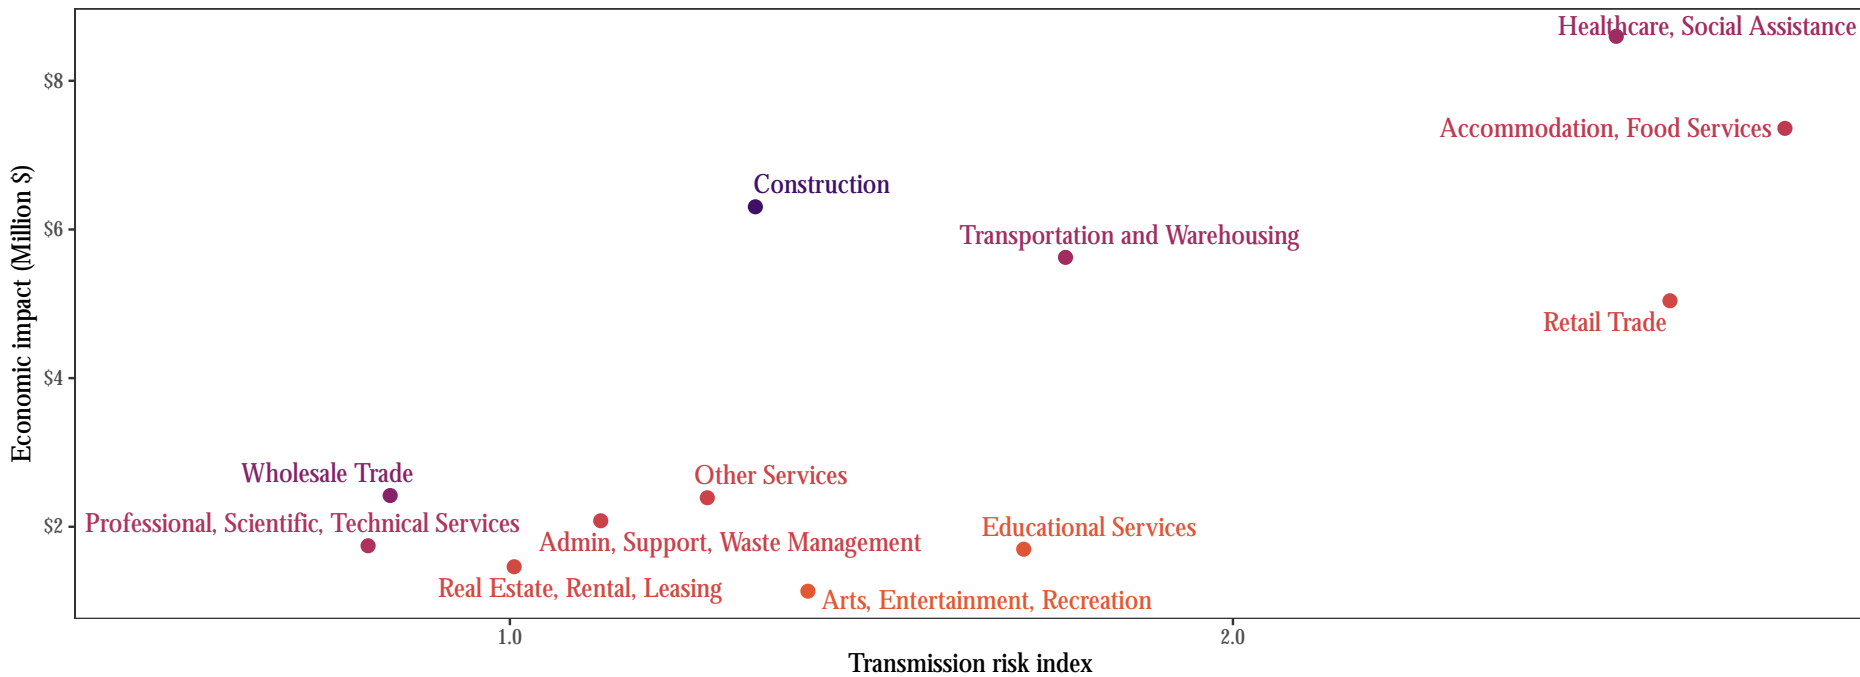 Healthcare, Social Assistance
$8
Accommodation, Food Services
Construction
$6
Transportation and Warehousing
Retail Trade
$4
Economic impact (Million $)
Wholesale Trade
Other Services
$2
Professional, Scientific, Technical Services
Educational Services
Admin, Support, Waste Management
Real Estate, Rental, Leasing
Arts, Entertainment, Recreation
1.0
2.0
Transmission risk index